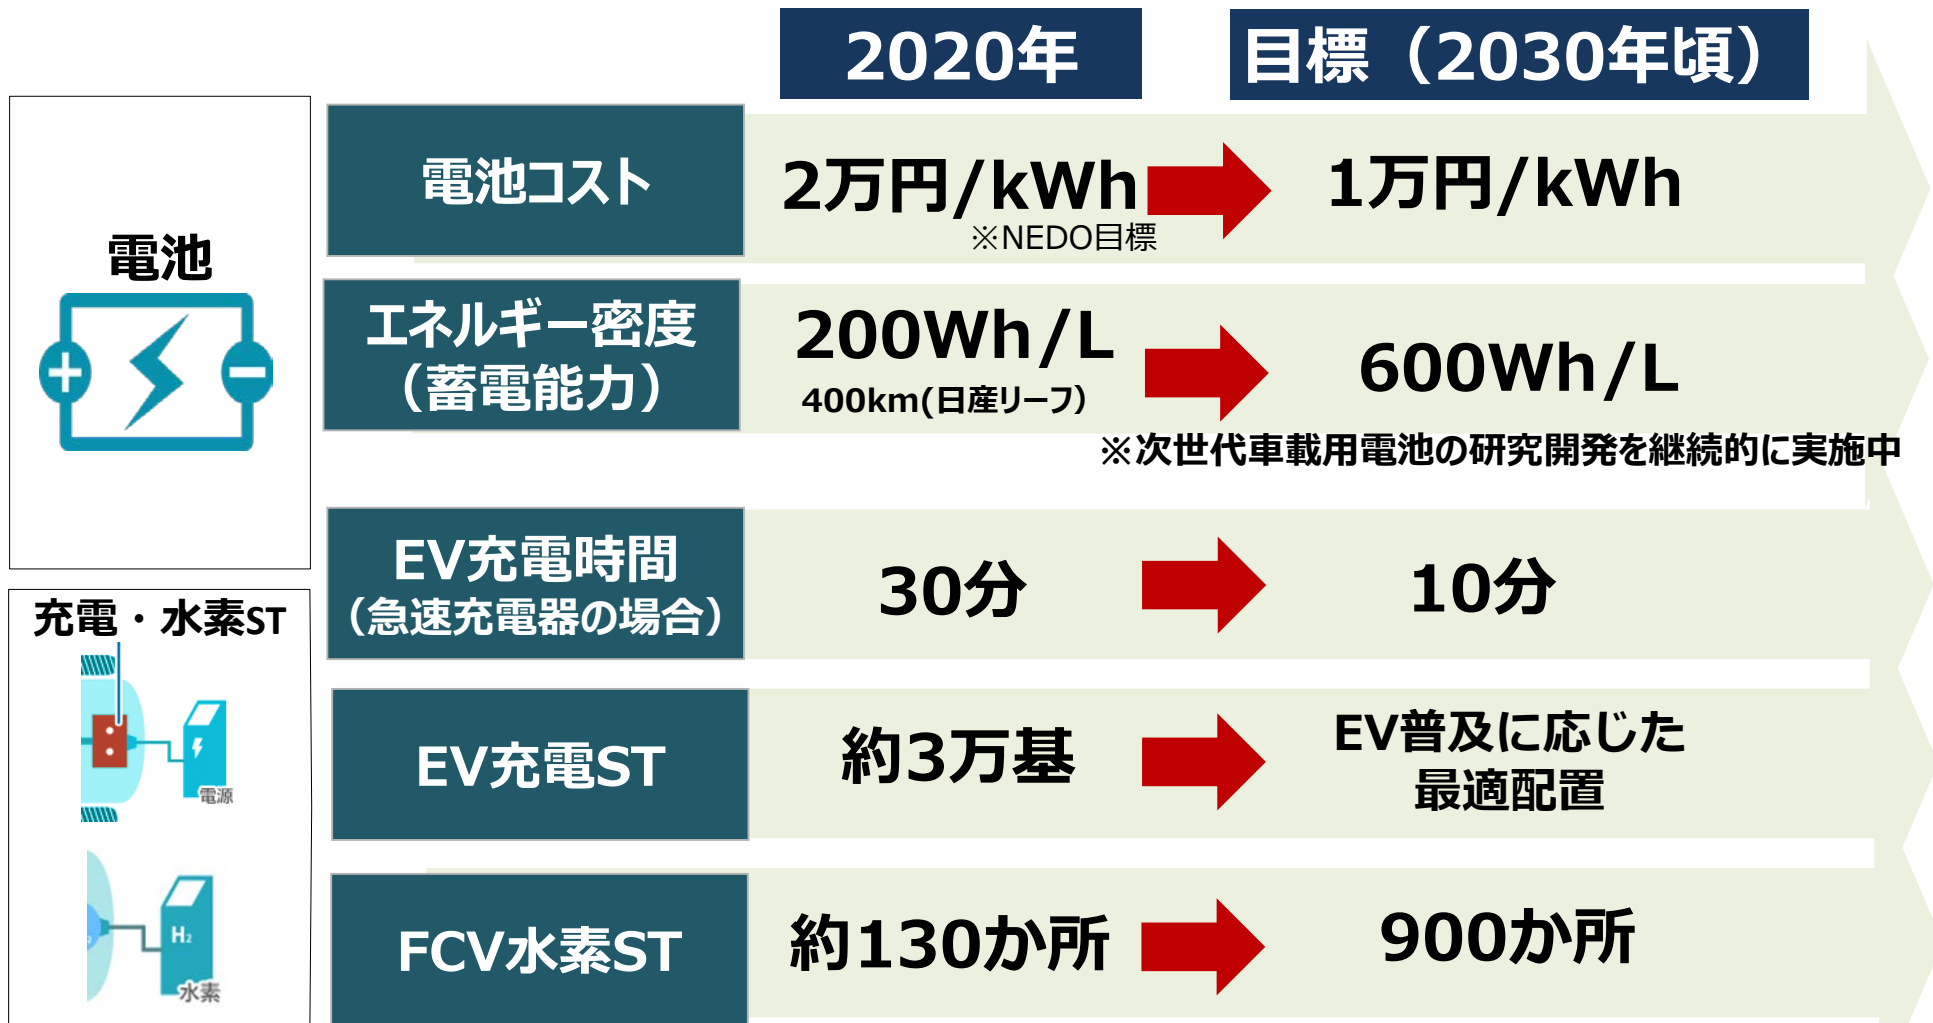 2020年
目標（2030年頃）
電池
電池コスト
2万円/kWh
※NEDO目標
1万円/kWh
エネルギー密度
（蓄電能力）
200Wh/L
400km(日産リーフ）
600Wh/L
※次世代車載用電池の研究開発を継続的に実施中
充電・水素ST
電源
H₂
水素
EV充電時間
（急速充電器の場合）
30分
10分
EV充電ST
約3万基
EV普及に応じた
最適配置
FCV水素ST
約130か所
900か所